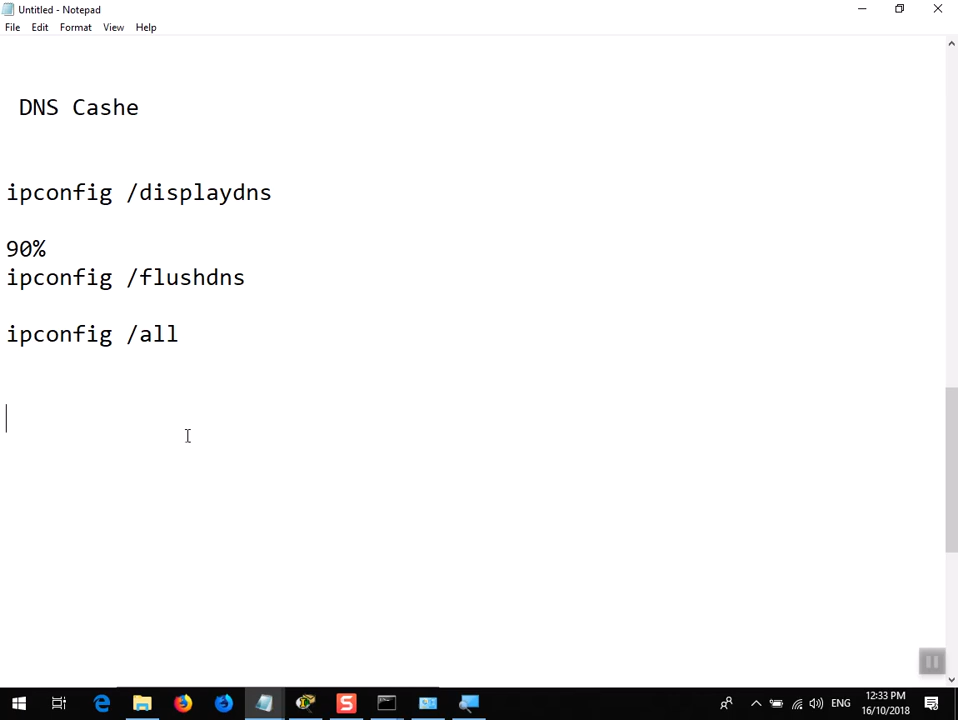 Untitled - Notepad
File Edit Format View Help
DNS Cashe
ipconfig /displaydns
90%
ipconfig /flushdns
ipconfig /all
S
ENG
12:33 PM
16/10/2018